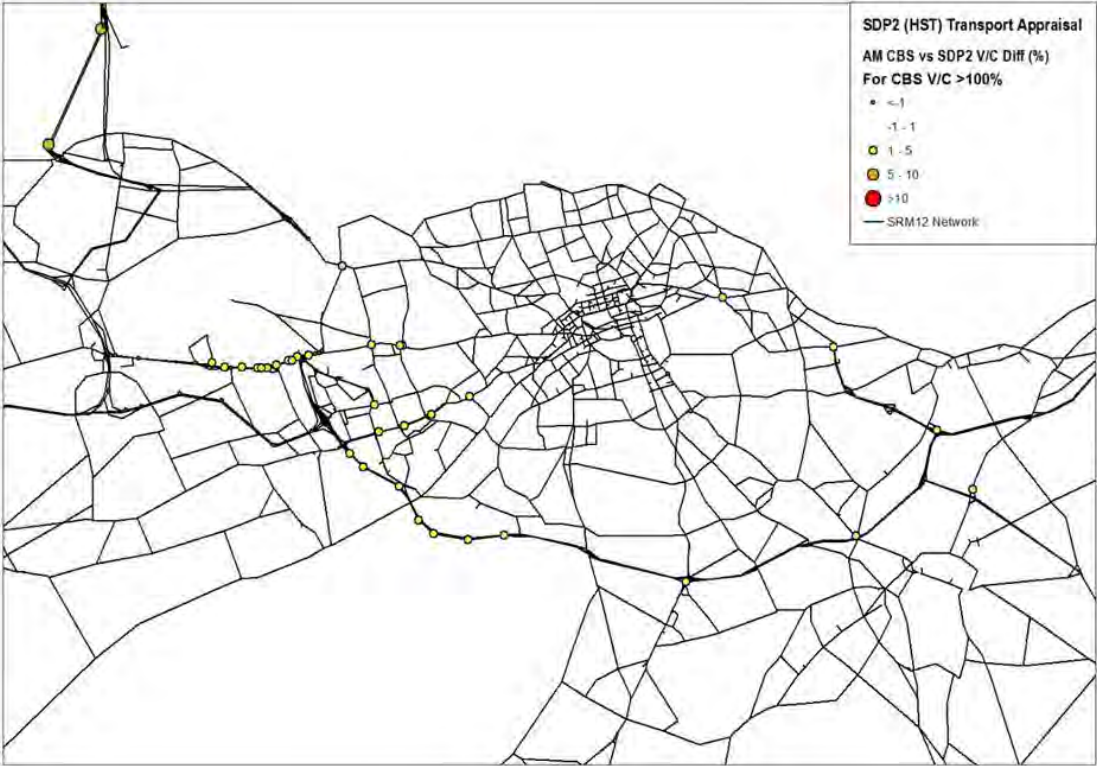 SDP2 (HST) Transport Appraisal
AM CBS vs SDP2 V/C Diff (%)
For CBS V/C >100%
<-1
-1 - 1
1 - 5
5 - 10
>10
SRM12 Network